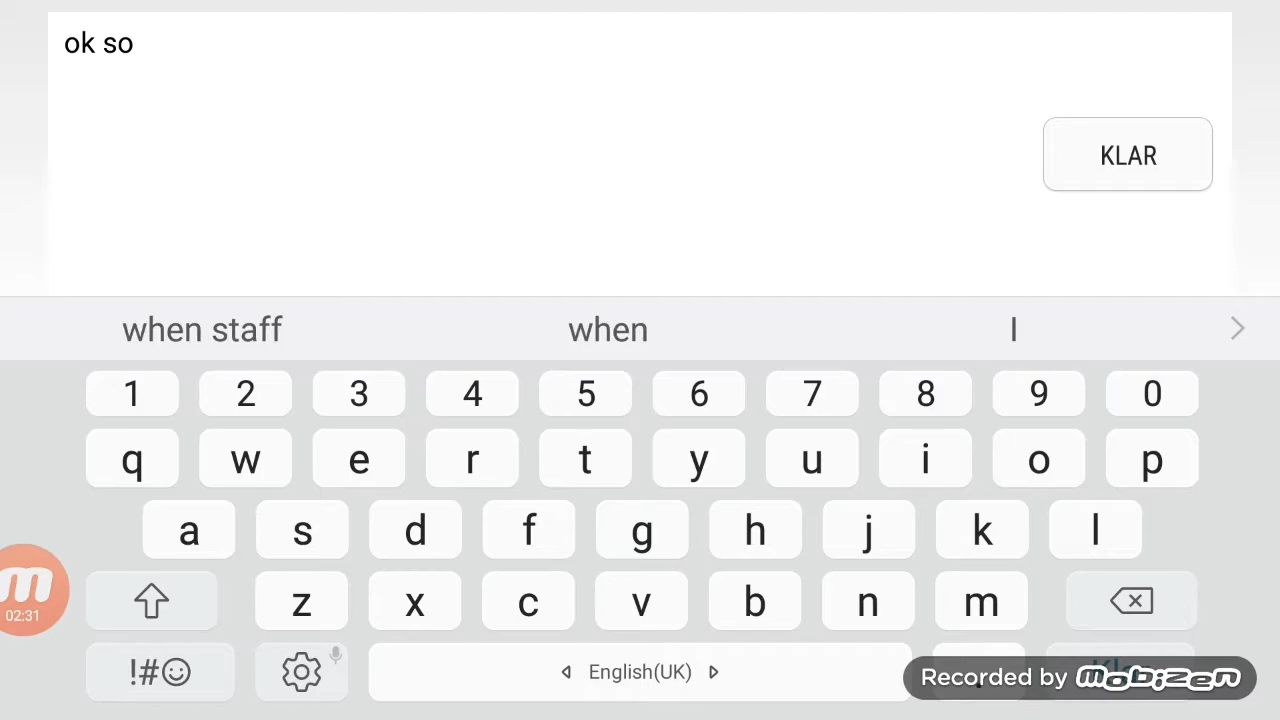 ok so
KLAR
when staff when I
1 2 3 4 5 6 7 8 9 0
q w e r t y u i o p
a s d f g h j k l
z x c v b n m
02:31
!#☺ English(UK) .
Recorded by mobizen